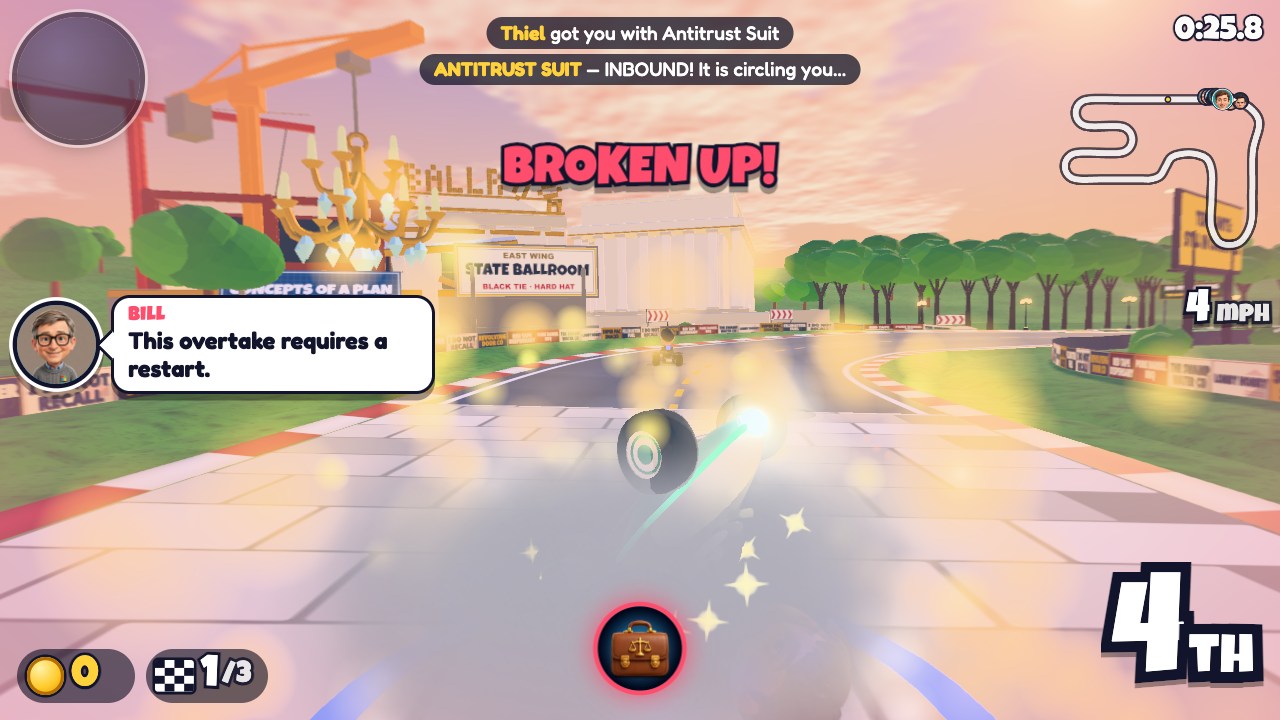 Thiel got you with Antitrust Suit
ANTITRUST SUIT – INBOUND! It is circling you...
0:25.8
BROKEN UP!
EAST WING
STATE BALLROOM
BLACK TIE · HARD HAT
CONCEPTS OF A PLAN
4 MPH
BILL
This overtake requires a
restart.
RECALL
0
1/3
4TH